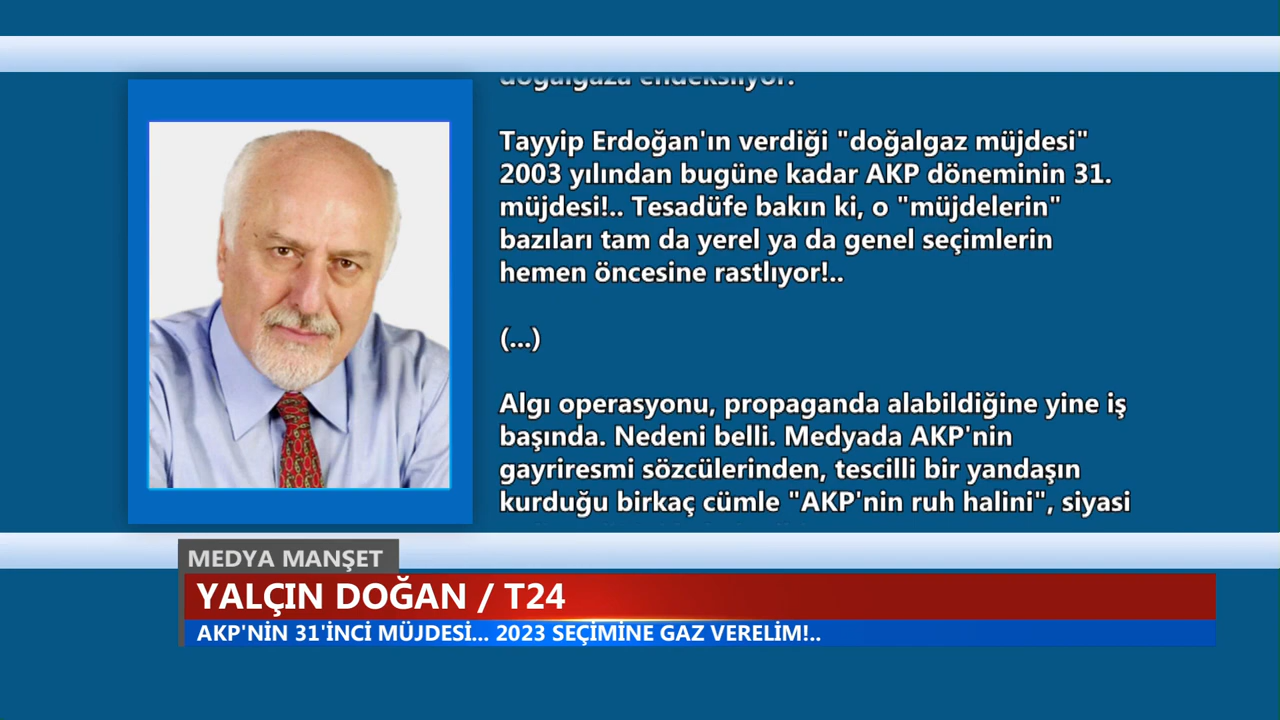 doğalgaza endeksliyor.
Tayyip Erdoğan'ın verdiği "doğalgaz müjdesi"
2003 yılından bugüne kadar AKP döneminin 31.
müjdesi!.. Tesadüfe bakın ki, o "müjdelerin"
bazıları tam da yerel ya da genel seçimlerin
hemen öncesine rastlıyor!..
(...)
Algı operasyonu, propaganda alabildiğine yine iş
başında. Nedeni belli. Medyada AKP'nin
gayriresmi sözcülerinden, tescilli bir yandaşın
kurduğu birkaç cümle "AKP'nin ruh halini", siyasi
MEDYA MANŞET
YALÇIN DOĞAN / T24
AKP'NİN 31'İNCİ MÜJDESİ... 2023 SEÇİMİNE GAZ VERELİM!..